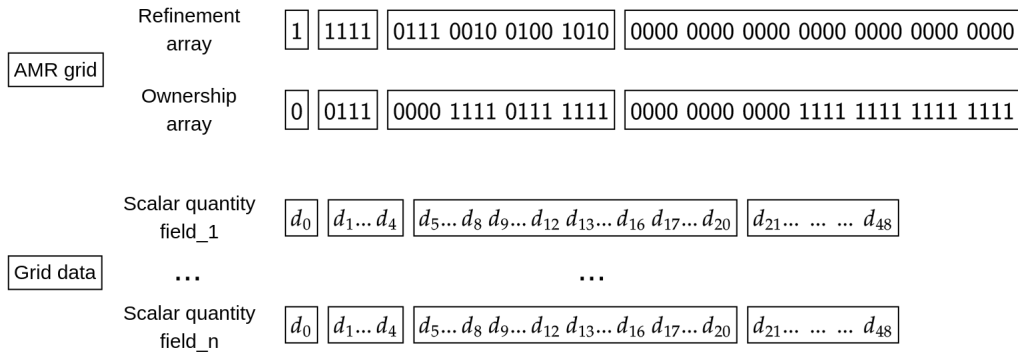 Refinement
array
1 1111 0111 0010 0100 1010 0000 0000 0000 0000 0000 0000 0000
AMR grid
Ownership
array
0 0111 0000 1111 0111 1111 0000 0000 0000 1111 1111 1111 1111
Scalar quantity
field_1
d₀ d₁... d₄ d₅... d₈ d₉... d₁₂ d₁₃... d₁₆ d₁₇... d₂₀ d₂₁... ... ... d₄₈
Grid data
... ...
Scalar quantity
field_n
d₀ d₁... d₄ d₅... d₈ d₉... d₁₂ d₁₃... d₁₆ d₁₇... d₂₀ d₂₁... ... ... d₄₈